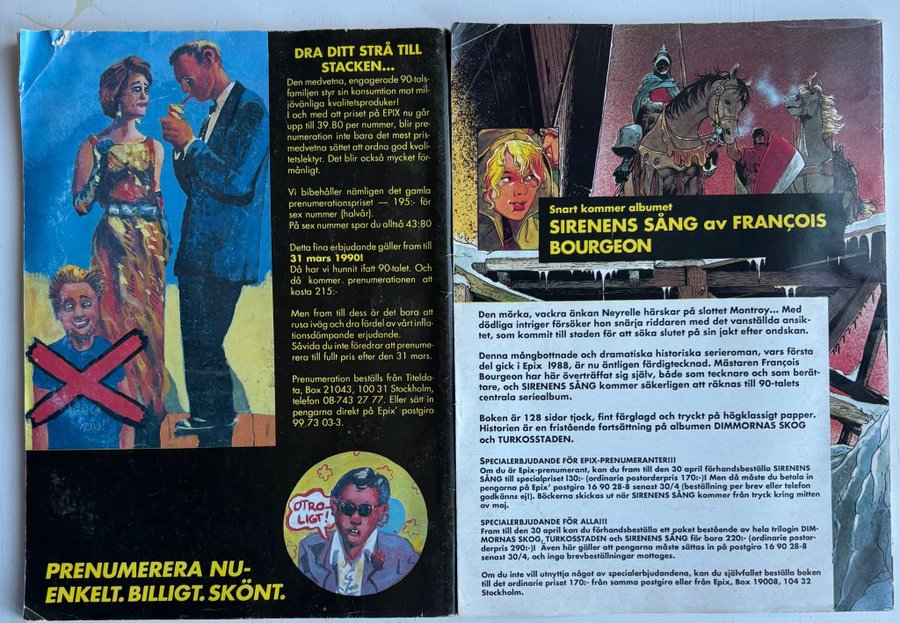 DRA DITT STRÅ TILL
STACKEN...
Den medvetna, engagerade 90-tals-
familjen styr sin konsumtion mot mil-
jövänliga kvalitetsprodukter!
I och med att priset på EPIX nu går
upp till 39.80 per nummer, blir pre-
numeration inte bara det mest pris-
medvetna sättet att ordna god kvali-
tetslektyr. Det blir också mycket för-
månligt.
Vi bibehåller nämligen det gamla
prenumerationspriset — 195:- för
sex nummer (halvår).
På sex nummer spar du alltså 43:80
Detta fina erbjudande gäller fram till
31 mars 1990!
Då har vi hunnit ifatt 90-talet. Och
då kommer prenumerationen att
kosta 215:-
Men fram till dess är det bara att
rusa iväg och dra fördel av vårt infla-
tionsdämpande erjudande.
Såvida du inte föredrar att prenume-
rera till fullt pris efter den 31 mars.
Prenumeration beställs från Titelda-
ta, Box 21043, 100 31 Stockholm,
telefon 08-743 27 77. Eller sätt in
pengarna direkt på Epix' postgiro
99 73 03-3.
OTRO-
LIGT!
PRENUMERERA NU-
ENKELT. BILLIGT. SKÖNT.
Snart kommer albumet
SIRENENS SÅNG av FRANÇOIS
BOURGEON
Den mörka, vackra änkan Neyrelle härskar på slottet Montroy... Med
dödliga intriger försöker hon snärja riddaren med det vanställda ansik-
tet, som kommit till staden för att söka slutet på sin jakt efter ondskan.
Denna mångbottnade och dramatiska historiska serieroman, vars första
del gick i Epix 1988, är nu äntligen färdigtecknad. Mästaren François
Bourgeon har här överträffat sig själv, både som tecknare och som berät-
tare, och SIRENENS SÅNG kommer säkerligen att räknas till 90-talets
centrala seriealbum.
Boken är 128 sidor tjock, fint färglagd och tryckt på högklassigt papper.
Historien är en fristående fortsättning på albumen DIMMORNAS SKOG
och TURKOSSTADEN.
SPECIALERBJUDANDE FÖR EPIX-PRENUMERANTER!!!
Om du är Epix-prenumerant, kan du fram till den 30 april förhandsbeställa SIRENENS
SÅNG till specialpriset 130:- (ordinarie postorderpris 170:-)! Men då måste du betala in
pengarna på Epix' postgiro 16 90 28-8 senast 30/4 (beställning per brev eller telefon
godkänns ej!). Böckerna skickas ut när SIRENENS SÅNG kommer från tryck kring mitten
av maj.
SPECIALERBJUDANDE FÖR ALLA!!!
Fram till den 30 april kan du förhandsbeställa ett paket bestående av hela trilogin DIM-
MORNAS SKOG, TURKOSSTADEN och SIRENENS SÅNG för bara 220:- (ordinarie postor-
derpris 290:-)! Även här gäller att pengarna måste sättas in på postgiro 16 90 28-8
senast 30/4, och inga brevbeställningar mottages.
Om du inte vill utnyttja något av specialerbjudandena, kan du självfallet beställa boken
till det ordinarie priset 170:- från samma postgiro eller från Epix, Box 19008, 104 32
Stockholm.